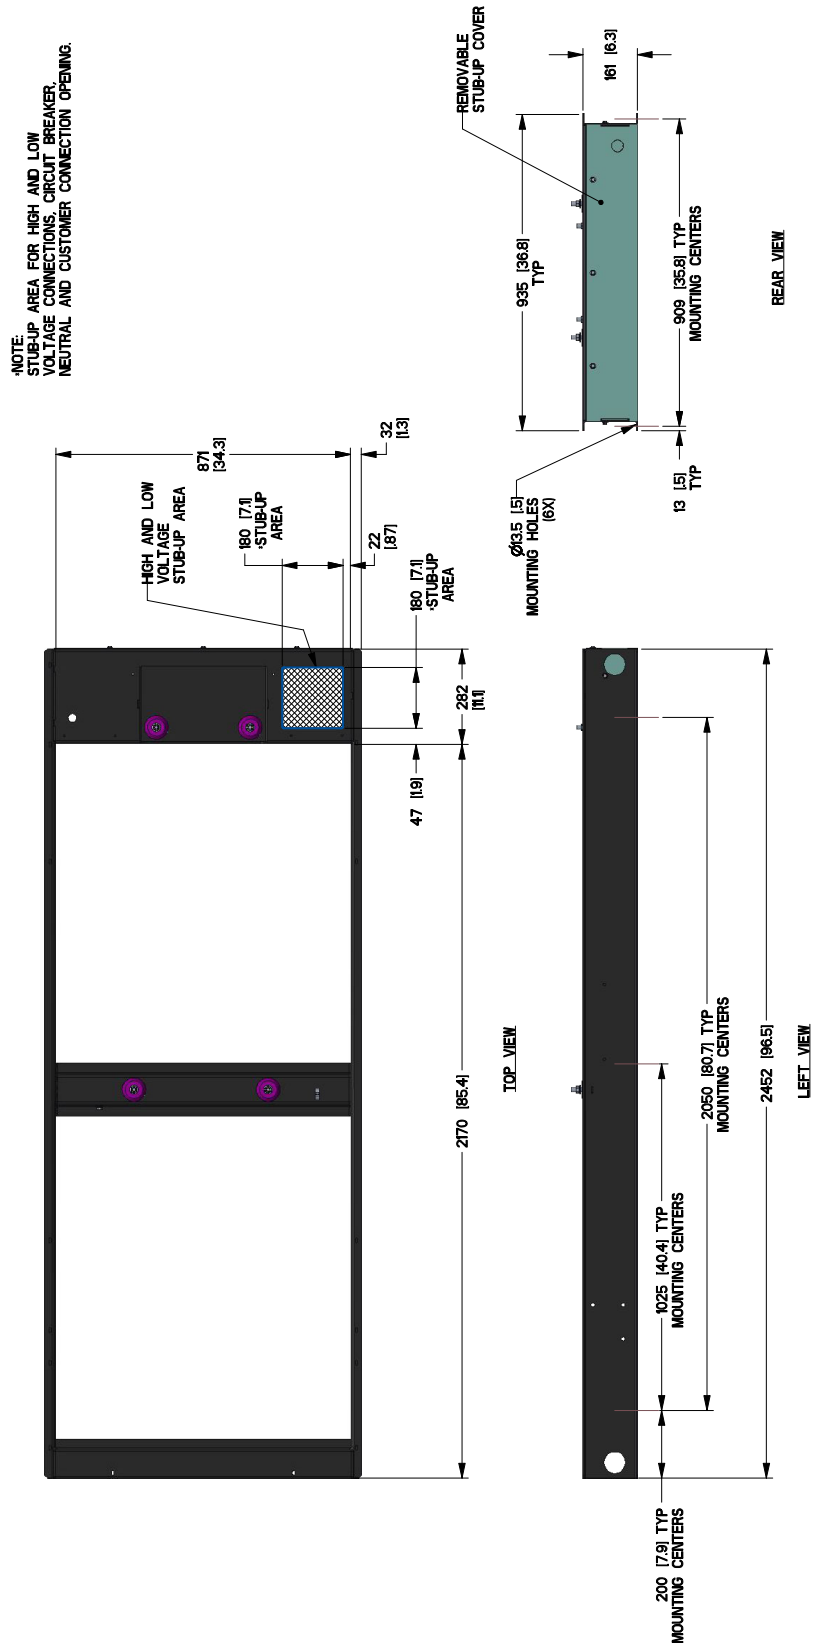 *NOTE:
STUB-UP AREA FOR HIGH AND LOW
VOLTAGE CONNECTIONS, CIRCUIT BREAKER,
NEUTRAL AND CUSTOMER CONNECTION OPENING.
871
[34.3]
32
[1.3]
HIGH AND LOW
VOLTAGE
STUB-UP AREA
180 [7.1]
*STUB-UP
AREA
22
[.87]
180 [7.1]
*STUB-UP
AREA
282
[11.1]
47 [1.9]
2170 [85.4]
TOP VIEW
REMOVABLE
STUB-UP COVER
161 [6.3]
935 [36.8]
TYP
909 [35.8] TYP
MOUNTING CENTERS
13 [.5]
TYP
Ø13.5 [.5]
MOUNTING HOLES
(6X)
REAR VIEW
1025 [40.4] TYP
MOUNTING CENTERS
2050 [80.7] TYP
MOUNTING CENTERS
2452 [96.5]
200 [7.9] TYP
MOUNTING CENTERS
LEFT VIEW